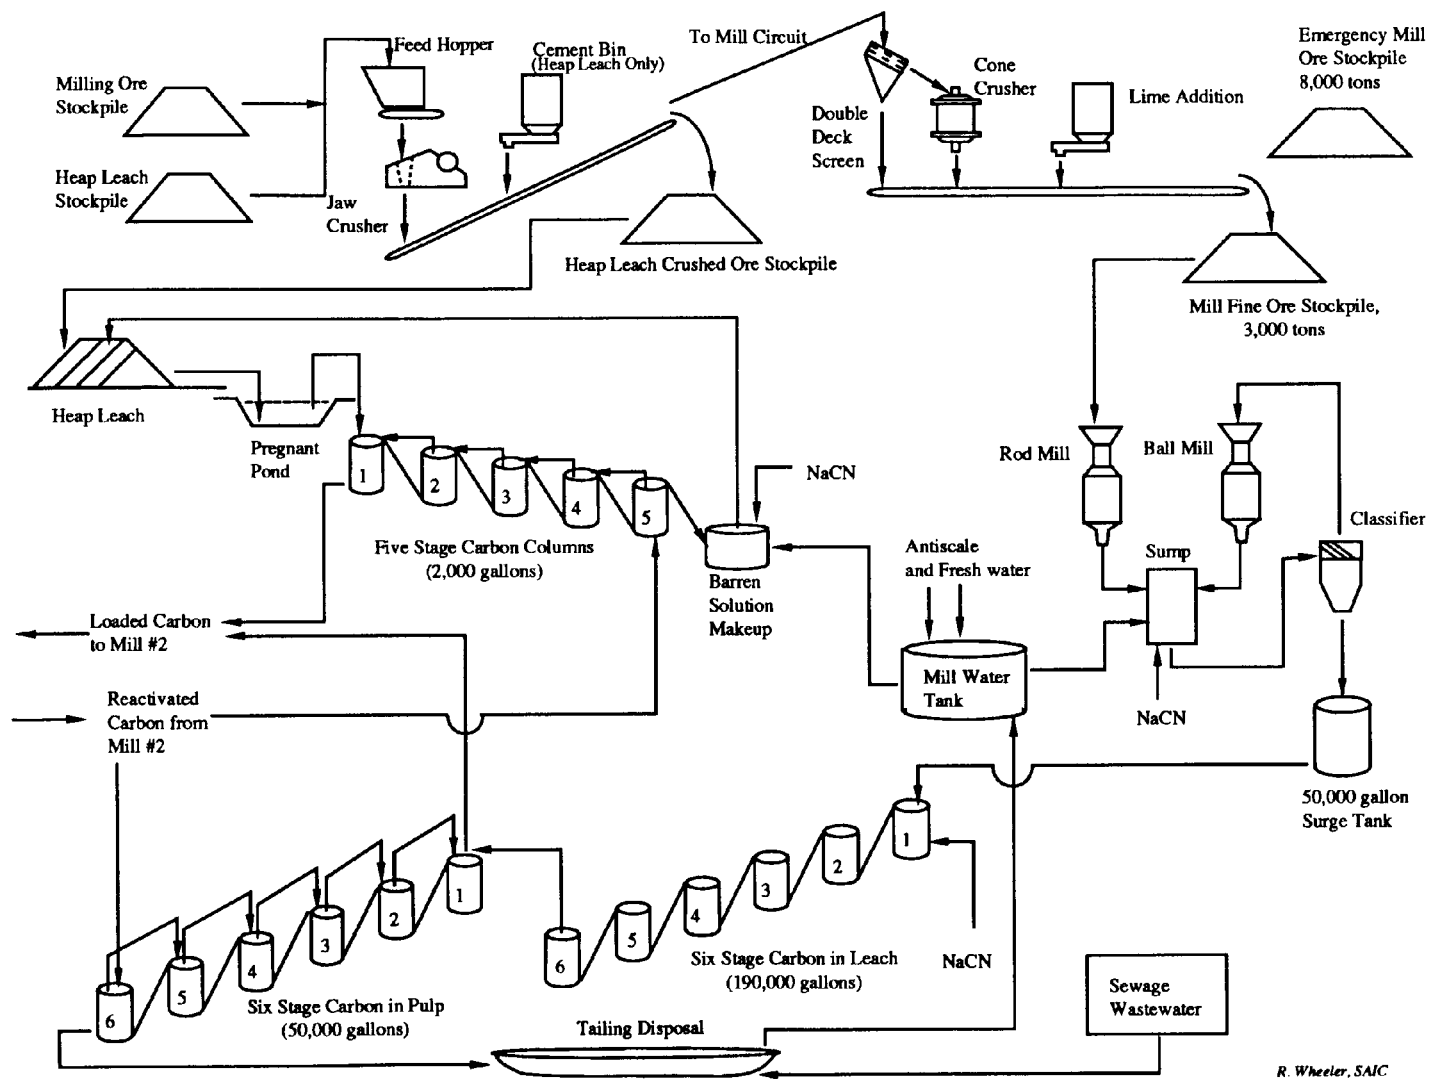 Milling Ore
Stockpile
Heap Leach
Stockpile
Feed Hopper
Jaw
Crusher
Cement Bin
(Heap Leach Only)
To Mill Circuit
Double
Deck
Screen
Cone
Crusher
Lime Addition
Emergency Mill
Ore Stockpile
8,000 tons
Heap Leach Crushed Ore Stockpile
Mill Fine Ore Stockpile,
3,000 tons
Heap Leach
Pregnant
Pond
1
2
3
4
5
Five Stage Carbon Columns
(2,000 gallons)
NaCN
Barren
Solution
Makeup
Antiscale
and Fresh water
Mill Water
Tank
Rod Mill
Ball Mill
Sump
Classifier
NaCN
50,000 gallon
Surge Tank
Loaded Carbon
to Mill #2
Reactivated
Carbon from
Mill #2
1
2
3
4
5
6
Six Stage Carbon in Pulp
(50,000 gallons)
1
2
3
4
5
6
Six Stage Carbon in Leach
(190,000 gallons)
NaCN
Tailing Disposal
Sewage
Wastewater
R. Wheeler, SAIC